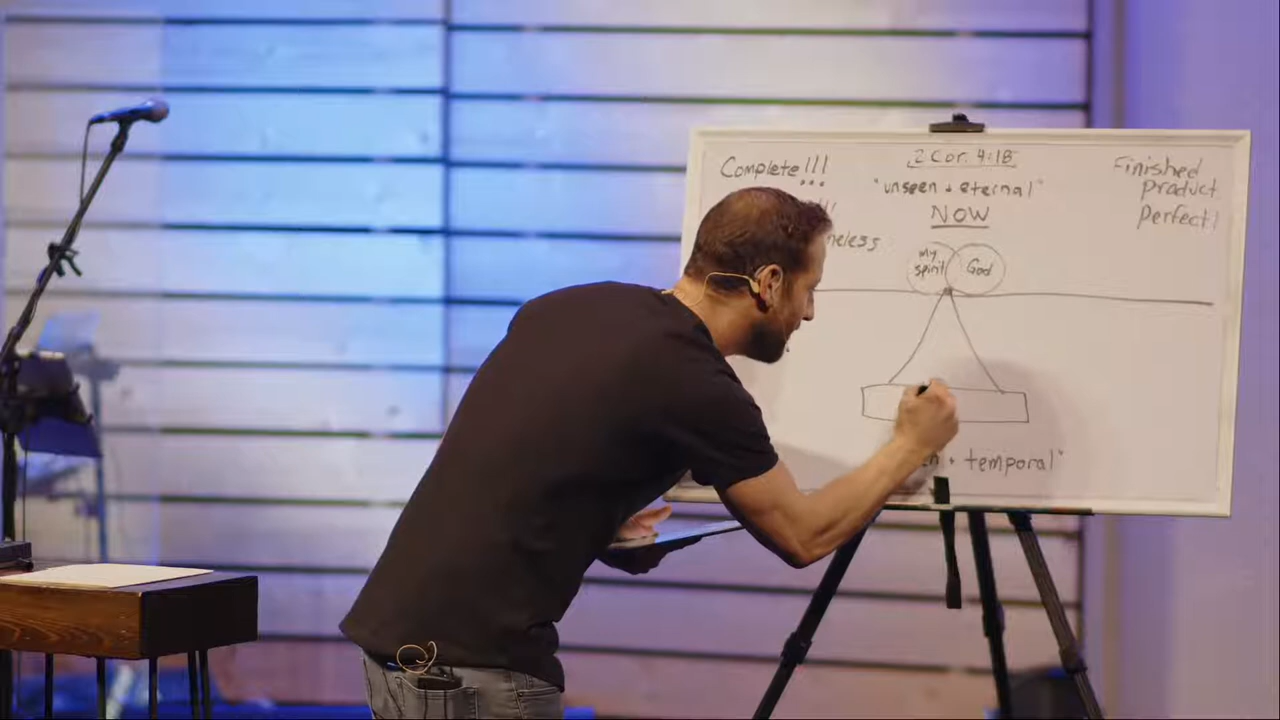 Complete!!!
2 Cor. 4:18
"unseen + eternal"
NOW
Finished
Product
Perfect!
my
spirit
God
+ temporal"